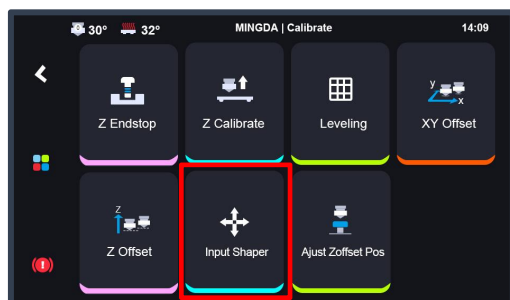 30° 32° MINGDA | Calibrate 14:09
Z Endstop Z Calibrate Leveling XY Offset
Z Offset Input Shaper Ajust Zoffset Pos
y
x
Z